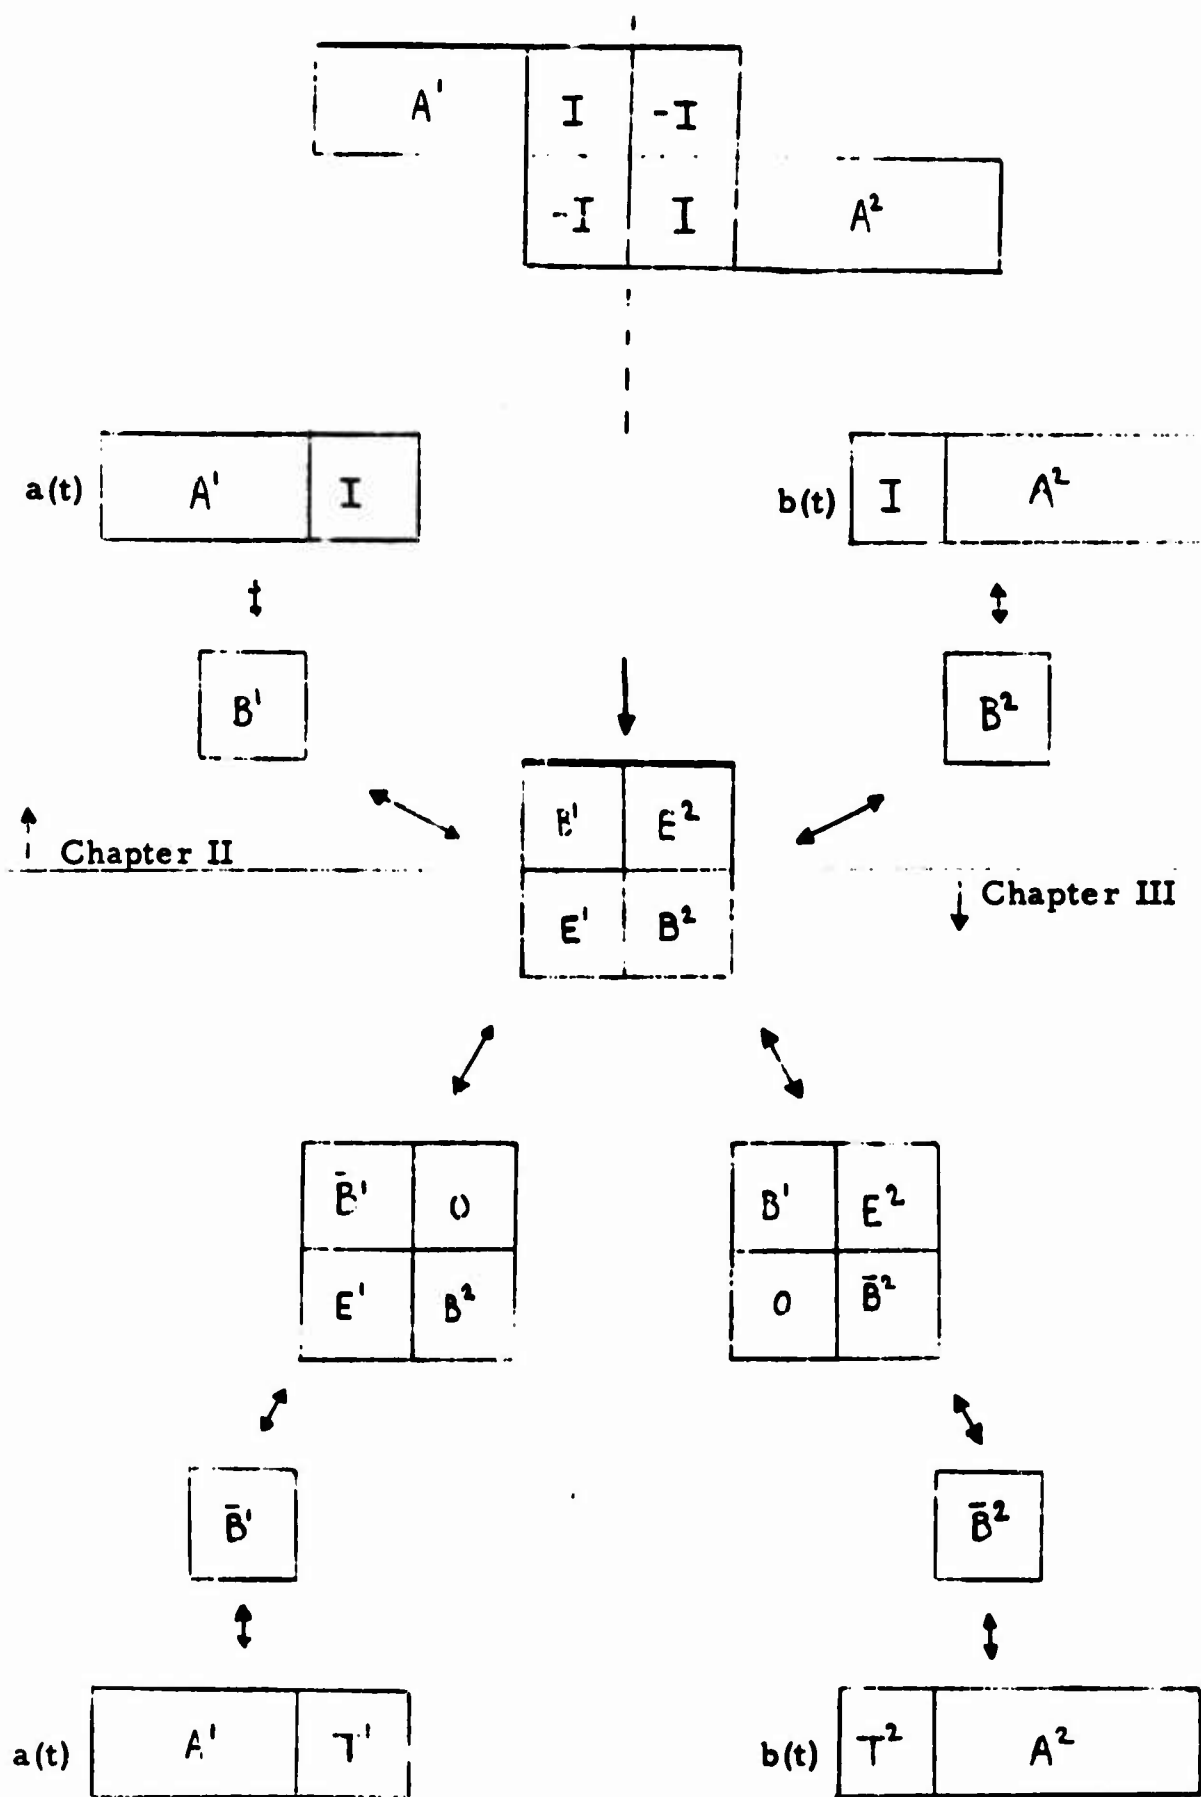 A¹ I -I
-I I A²
a(t) A¹ I b(t) I A²
B¹ B²
B¹ E²
Chapter II
E¹ B² Chapter III
B̄¹ 0 B¹ E²
E¹ B² 0 B̄²
B̄¹ B̄²
a(t) A¹ T¹ b(t) T² A²